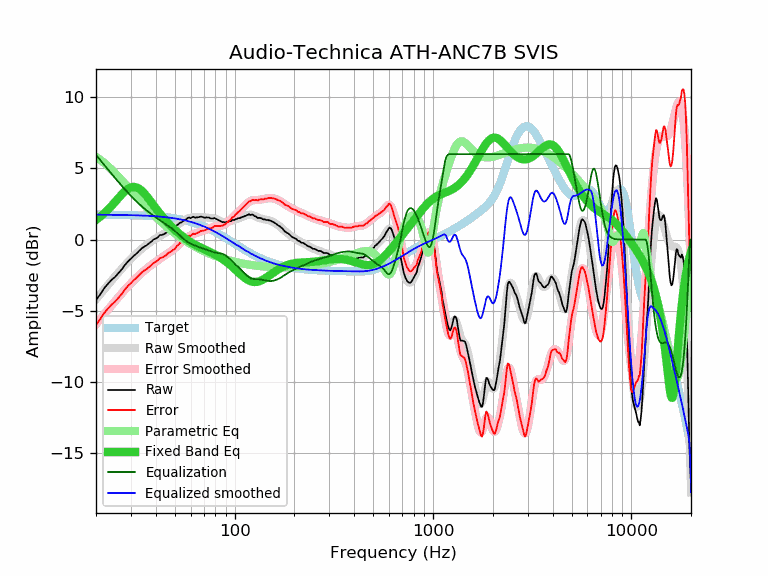 Audio-Technica ATH-ANC7B SVIS
10
5
0
−5
−10
−15
Amplitude (dBr)
Target
Raw Smoothed
Error Smoothed
Raw
Error
Parametric Eq
Fixed Band Eq
Equalization
Equalized smoothed
100
1000
10000
Frequency (Hz)